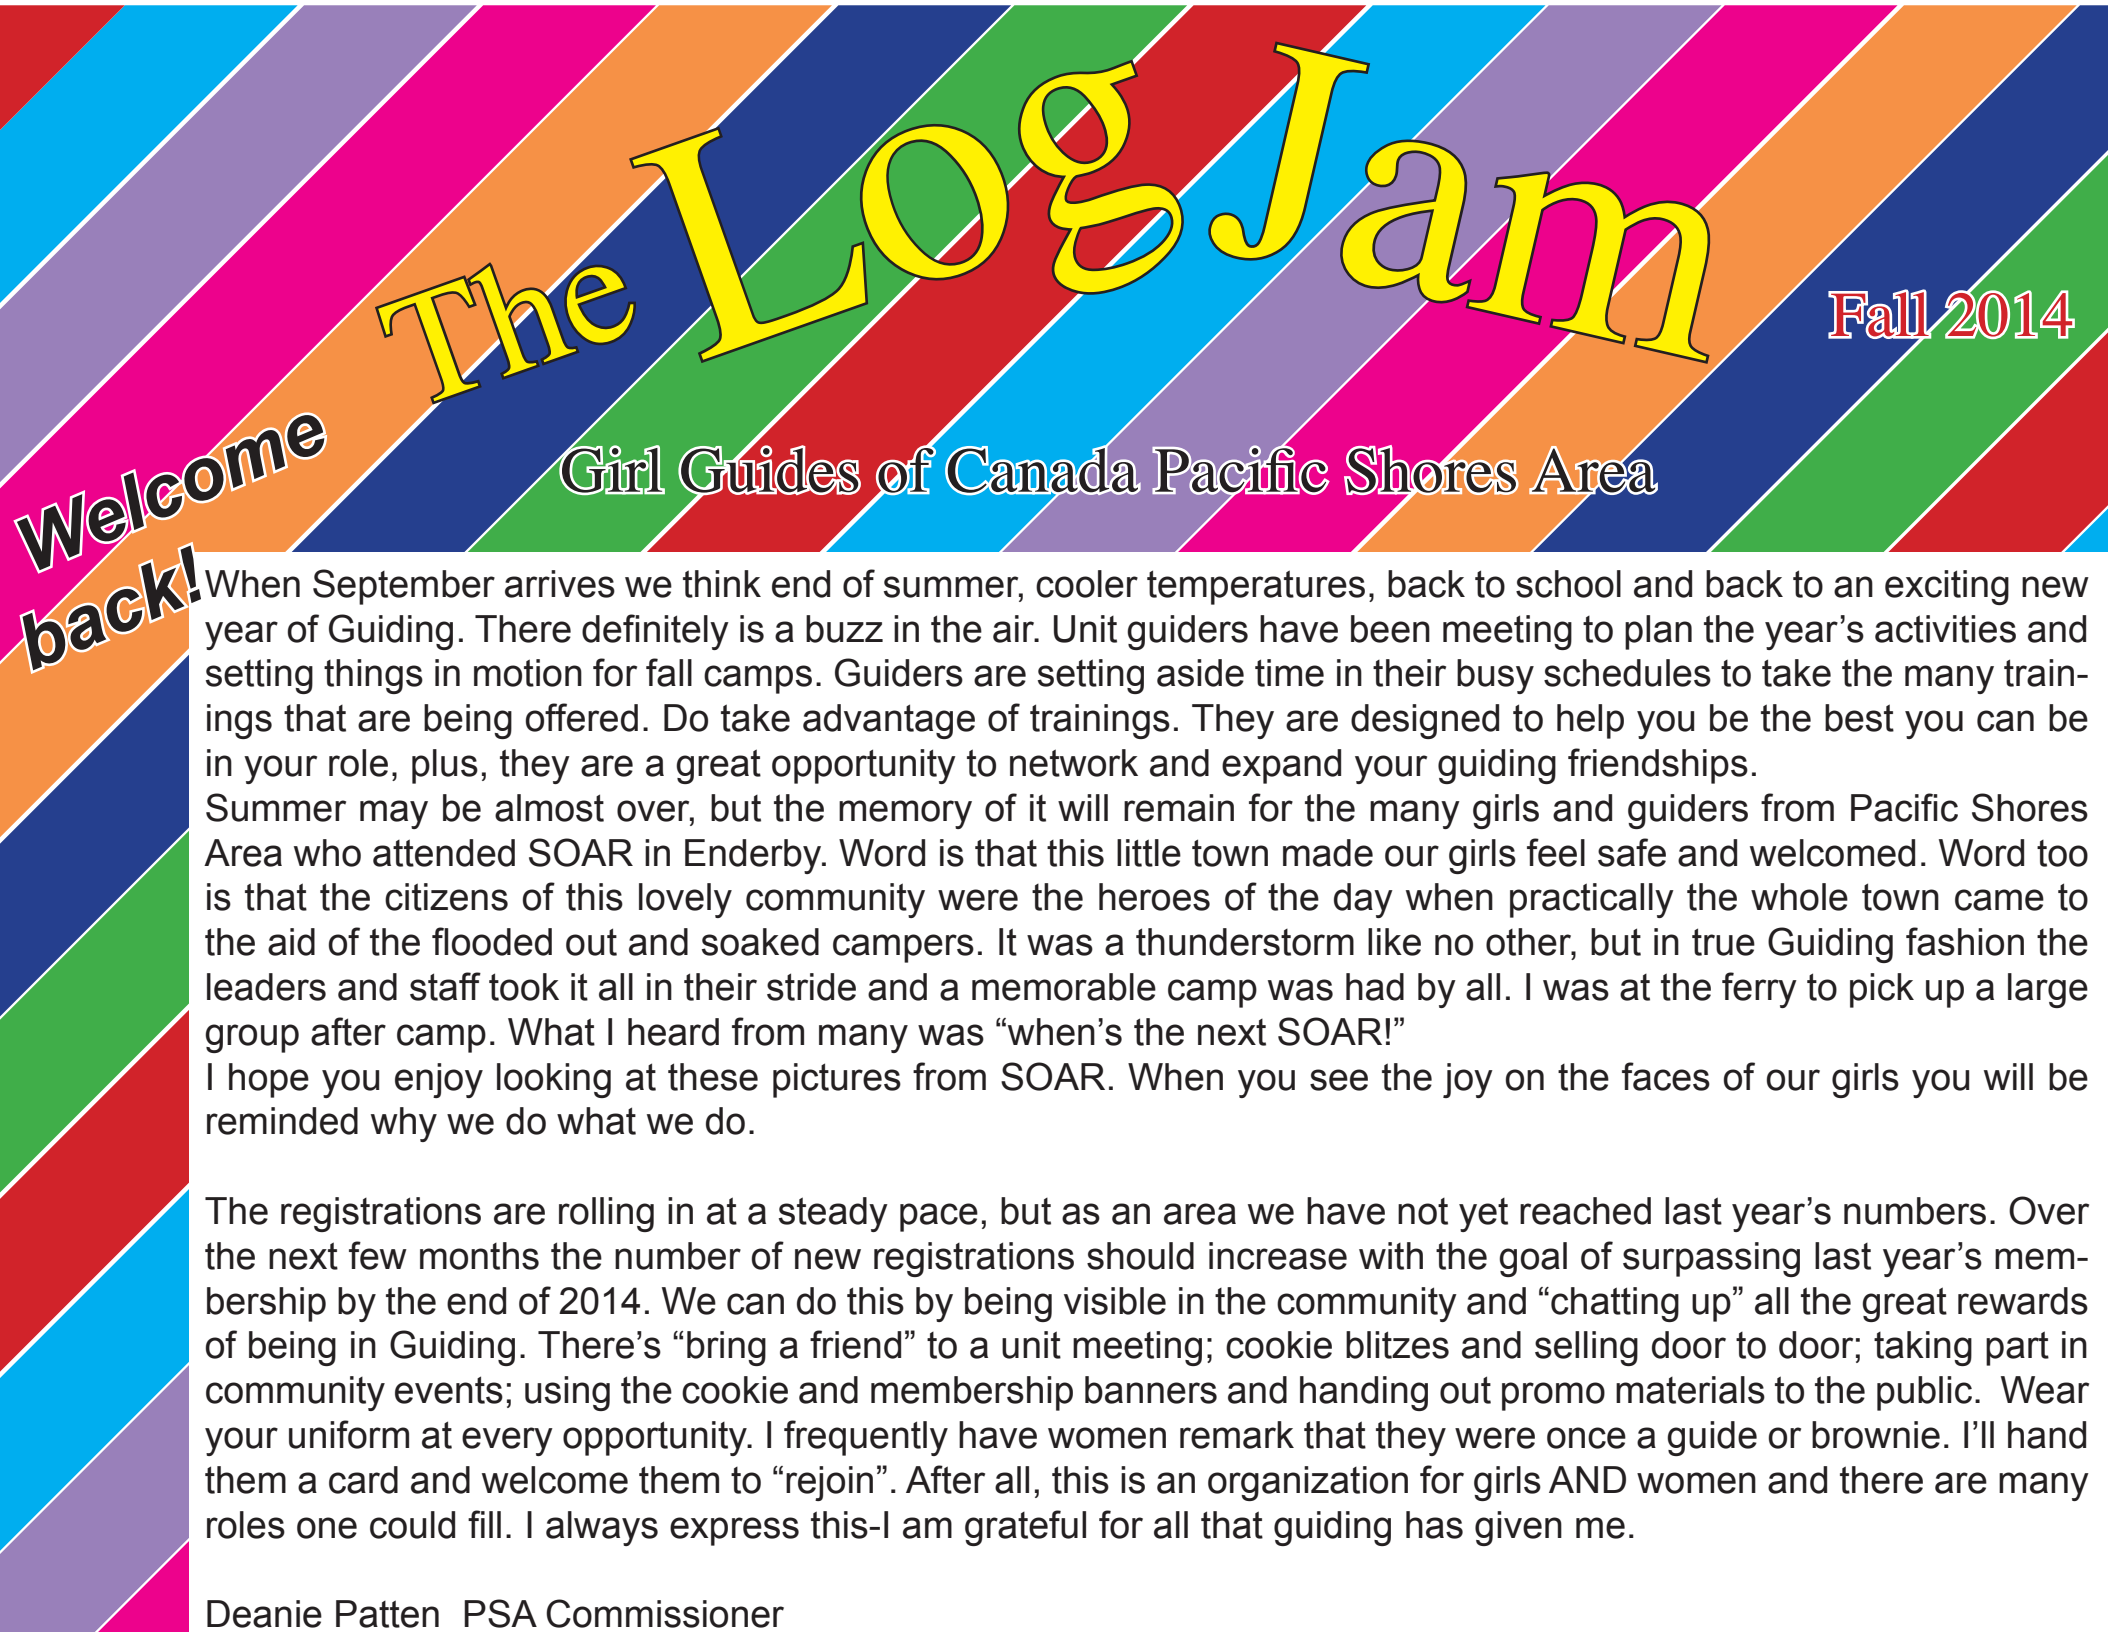 The Log Jam
Fall 2014
Girl Guides of Canada Pacific Shores Area
Welcome
back!
When September arrives we think end of summer, cooler temperatures, back to school and back to an exciting new
year of Guiding. There definitely is a buzz in the air. Unit guiders have been meeting to plan the year’s activities and
setting things in motion for fall camps. Guiders are setting aside time in their busy schedules to take the many train-
ings that are being offered. Do take advantage of trainings. They are designed to help you be the best you can be
in your role, plus, they are a great opportunity to network and expand your guiding friendships.
Summer may be almost over, but the memory of it will remain for the many girls and guiders from Pacific Shores
Area who attended SOAR in Enderby. Word is that this little town made our girls feel safe and welcomed. Word too
is that the citizens of this lovely community were the heroes of the day when practically the whole town came to
the aid of the flooded out and soaked campers. It was a thunderstorm like no other, but in true Guiding fashion the
leaders and staff took it all in their stride and a memorable camp was had by all. I was at the ferry to pick up a large
group after camp. What I heard from many was “when’s the next SOAR!”
I hope you enjoy looking at these pictures from SOAR. When you see the joy on the faces of our girls you will be
reminded why we do what we do.
The registrations are rolling in at a steady pace, but as an area we have not yet reached last year’s numbers. Over
the next few months the number of new registrations should increase with the goal of surpassing last year’s mem-
bership by the end of 2014. We can do this by being visible in the community and “chatting up” all the great rewards
of being in Guiding. There’s “bring a friend” to a unit meeting; cookie blitzes and selling door to door; taking part in
community events; using the cookie and membership banners and handing out promo materials to the public.  Wear
your uniform at every opportunity. I frequently have women remark that they were once a guide or brownie. I’ll hand
them a card and welcome them to “rejoin”. After all, this is an organization for girls AND women and there are many
roles one could fill. I always express this-I am grateful for all that guiding has given me.
Deanie Patten  PSA Commissioner